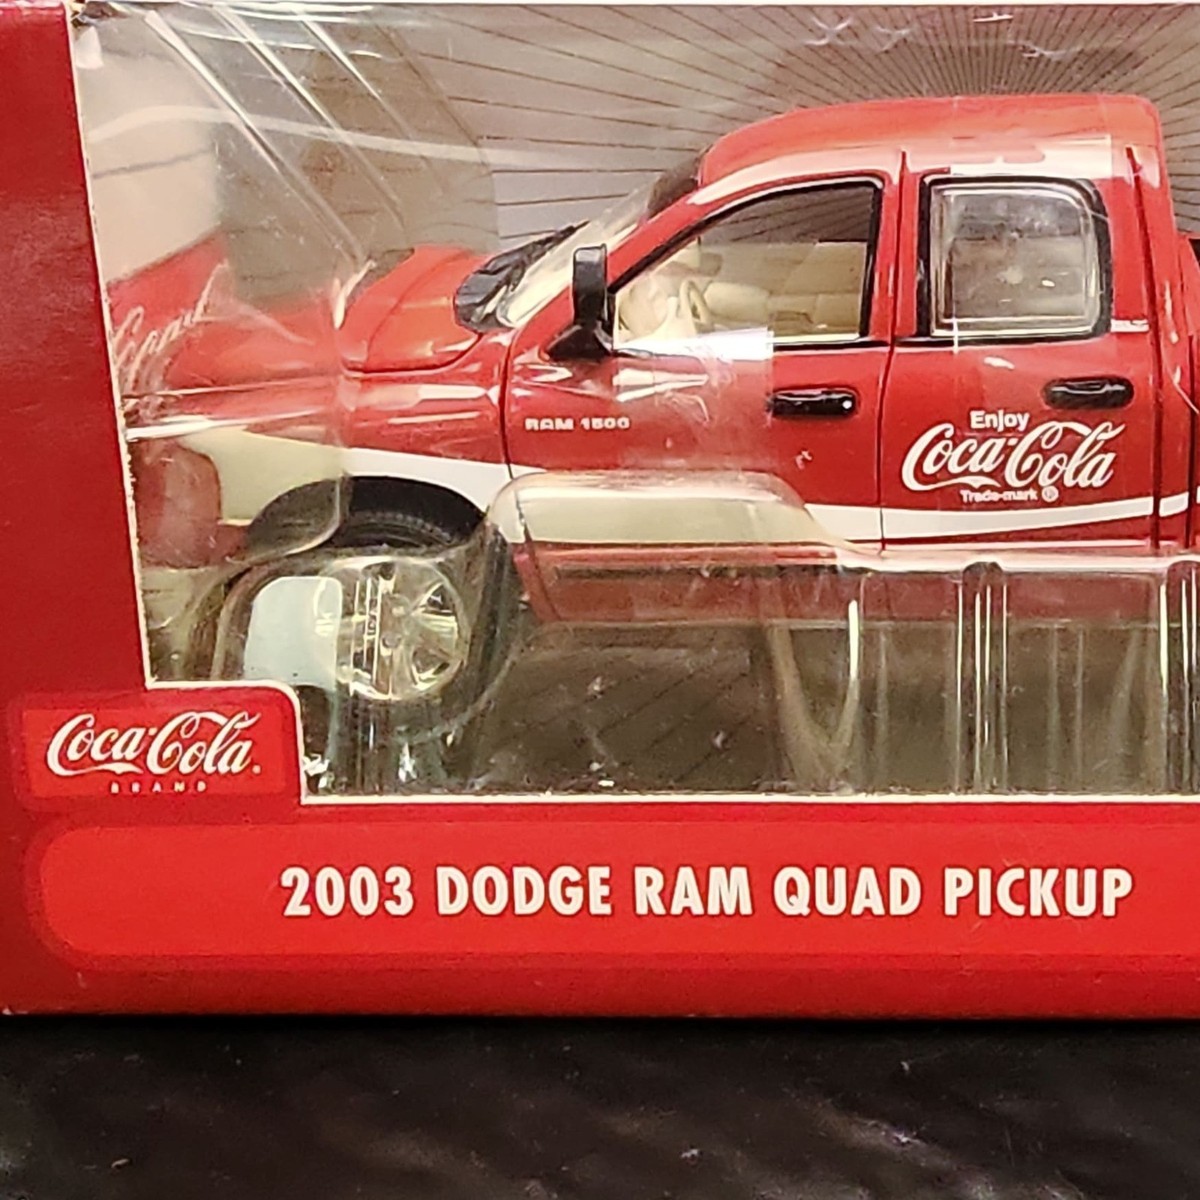 RAM 1500
Enjoy
Coca-Cola
Trade-mark ®
Coca-Cola
BRAND
2003 DODGE RAM QUAD PICKUP